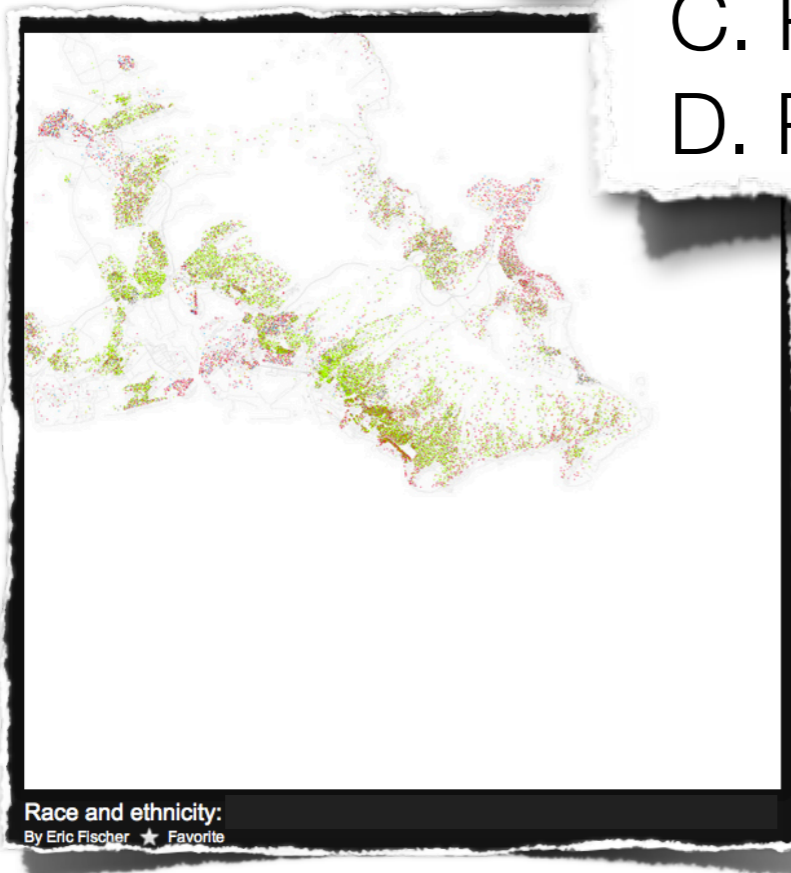 C.
D.
Race and ethnicity:
By Eric Fischer ★ Favorite